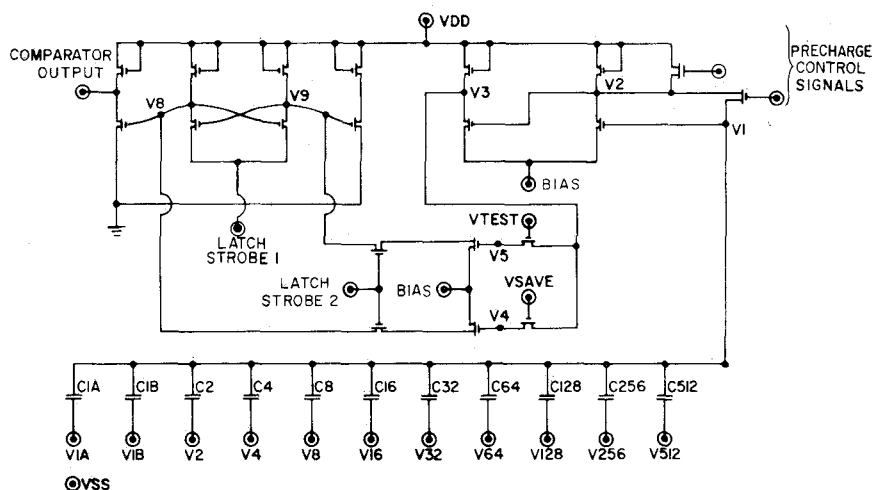 VDD
COMPARATOR
OUTPUT
PRECHARGE
CONTROL
SIGNALS
V8
V9
V3
V2
V1
BIAS
LATCH
STROBE 1
VTEST
V5
LATCH
STROBE 2
BIAS
VSAVE
V4
C1A C1B C2 C4 C8 C16 C32 C64 C128 C256 C512
V1A V1B V2 V4 V8 V16 V32 V64 V128 V256 V512
VSS